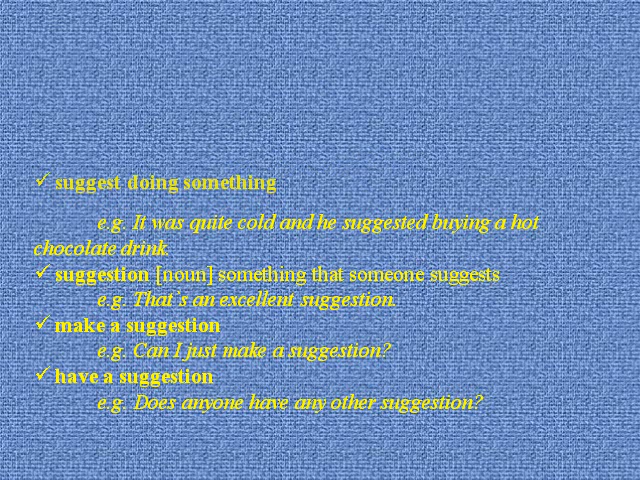 ✓ suggest doing something
e.g. It was quite cold and he suggested buying a hot
chocolate drink.
✓ suggestion [noun] something that someone suggests
e.g. That’s an excellent suggestion.
✓ make a suggestion
e.g. Can I just make a suggestion?
✓ have a suggestion
e.g. Does anyone have any other suggestion?